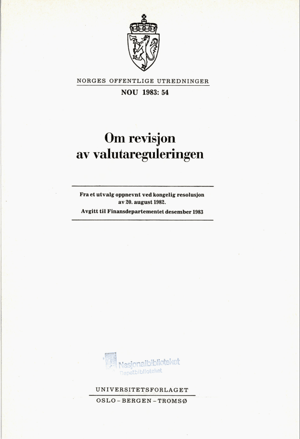 NORGES OFFENTLIGE UTREDNINGER
NOU 1983: 54
Om revisjon
av valutareguleringen
Fra et utvalg oppnevnt ved kongelig resolusjon
av 20. august 1982.
Avgitt til Finansdepartementet desember 1983
Nasjonalbiblioteket
UNIVERSITETSFORLAGET
OSLO – BERGEN – TROMSØ